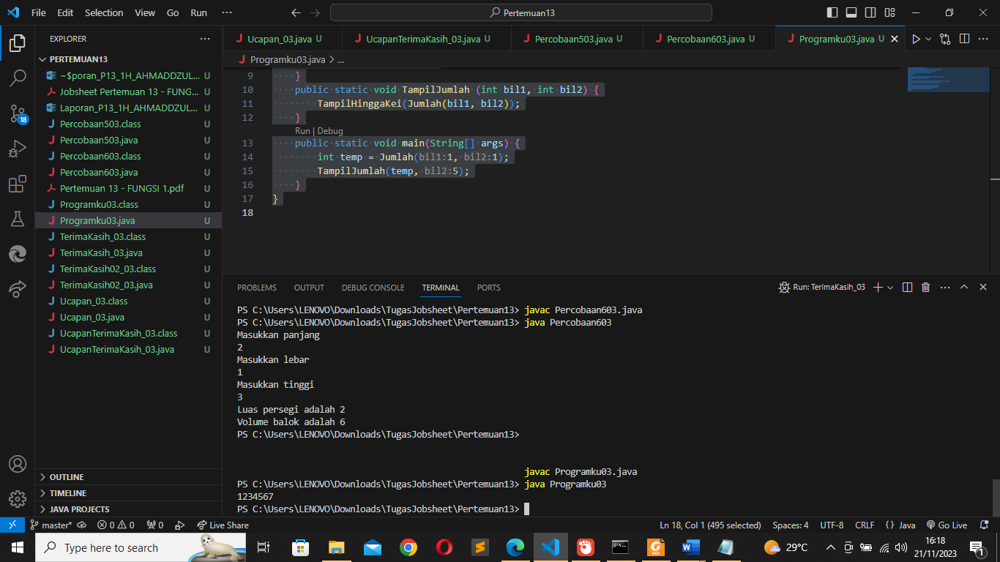 File Edit Selection View Go Run ··· Pertemuan13
EXPLORER ···
PERTEMUAN13
~$poran_P13_1H_AHMADDZUL... U
Jobsheet Pertemuan 13 - FUNG... U
Laporan_P13_1H_AHMADDZUL... U
Percobaan503.class U
Percobaan503.java U
Percobaan603.class U
Percobaan603.java U
Pertemuan 13 - FUNGSI 1.pdf U
Programku03.class U
Programku03.java U
TerimaKasih_03.class U
TerimaKasih_03.java U
TerimaKasih02_03.class U
TerimaKasih02_03.java U
Ucapan_03.class U
Ucapan_03.java U
UcapanTerimaKasih_03.class U
UcapanTerimaKasih_03.java U
OUTLINE
TIMELINE
JAVA PROJECTS
Ucapan_03.java U UcapanTerimaKasih_03.java U Percobaan503.java U Percobaan603.java U Programku03.java U
Programku03.java > ...
9 }
10 public static void TampilJumlah (int bil1, int bil2) {
11 TampilHinggaKei(Jumlah(bil1, bil2));
12 }
Run | Debug
13 public static void main(String[] args) {
14 int temp = Jumlah(bil1:1, bil2:1);
15 TampilJumlah(temp, bil2:5);
16 }
17 }
18
PROBLEMS OUTPUT DEBUG CONSOLE TERMINAL PORTS Run: TerimaKasih_03
PS C:\Users\LENOVO\Downloads\TugasJobsheet\Pertemuan13> javac Percobaan603.java
PS C:\Users\LENOVO\Downloads\TugasJobsheet\Pertemuan13> java Percobaan603
Masukkan panjang
2
Masukkan lebar
1
Masukkan tinggi
3
Luas persegi adalah 2
Volume balok adalah 6
PS C:\Users\LENOVO\Downloads\TugasJobsheet\Pertemuan13>
javac Programku03.java
PS C:\Users\LENOVO\Downloads\TugasJobsheet\Pertemuan13> java Programku03
1234567
PS C:\Users\LENOVO\Downloads\TugasJobsheet\Pertemuan13>
master* 0 0 0 Live Share Ln 18, Col 1 (495 selected) Spaces: 4 UTF-8 CRLF {} Java Go Live
Type here to search 29°C 16:18
21/11/2023